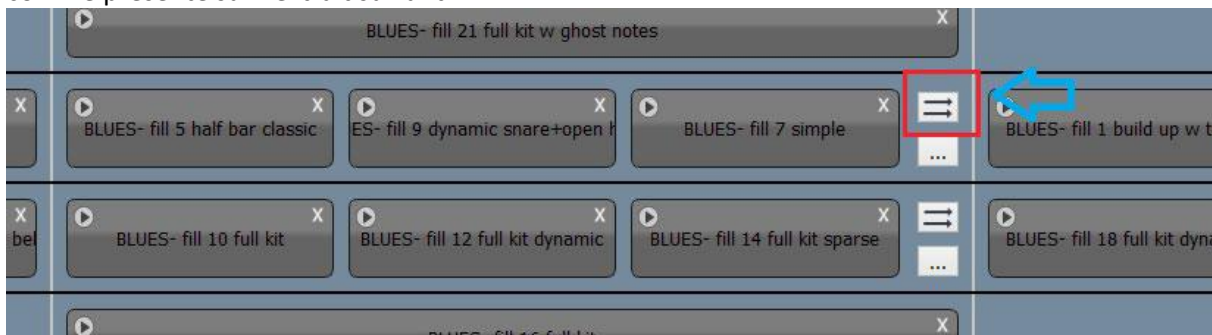 X
BLUES- fill 21 full kit w ghost notes
X X X X
BLUES- fill 5 half bar classic ES- fill 9 dynamic snare+open BLUES- fill 7 simple BLUES- fill 1 build up w t
...
X X X X
bel BLUES- fill 10 full kit BLUES- fill 12 full kit dynamic BLUES- fill 14 full kit sparse BLUES- fill 18 full kit dyna
...
X